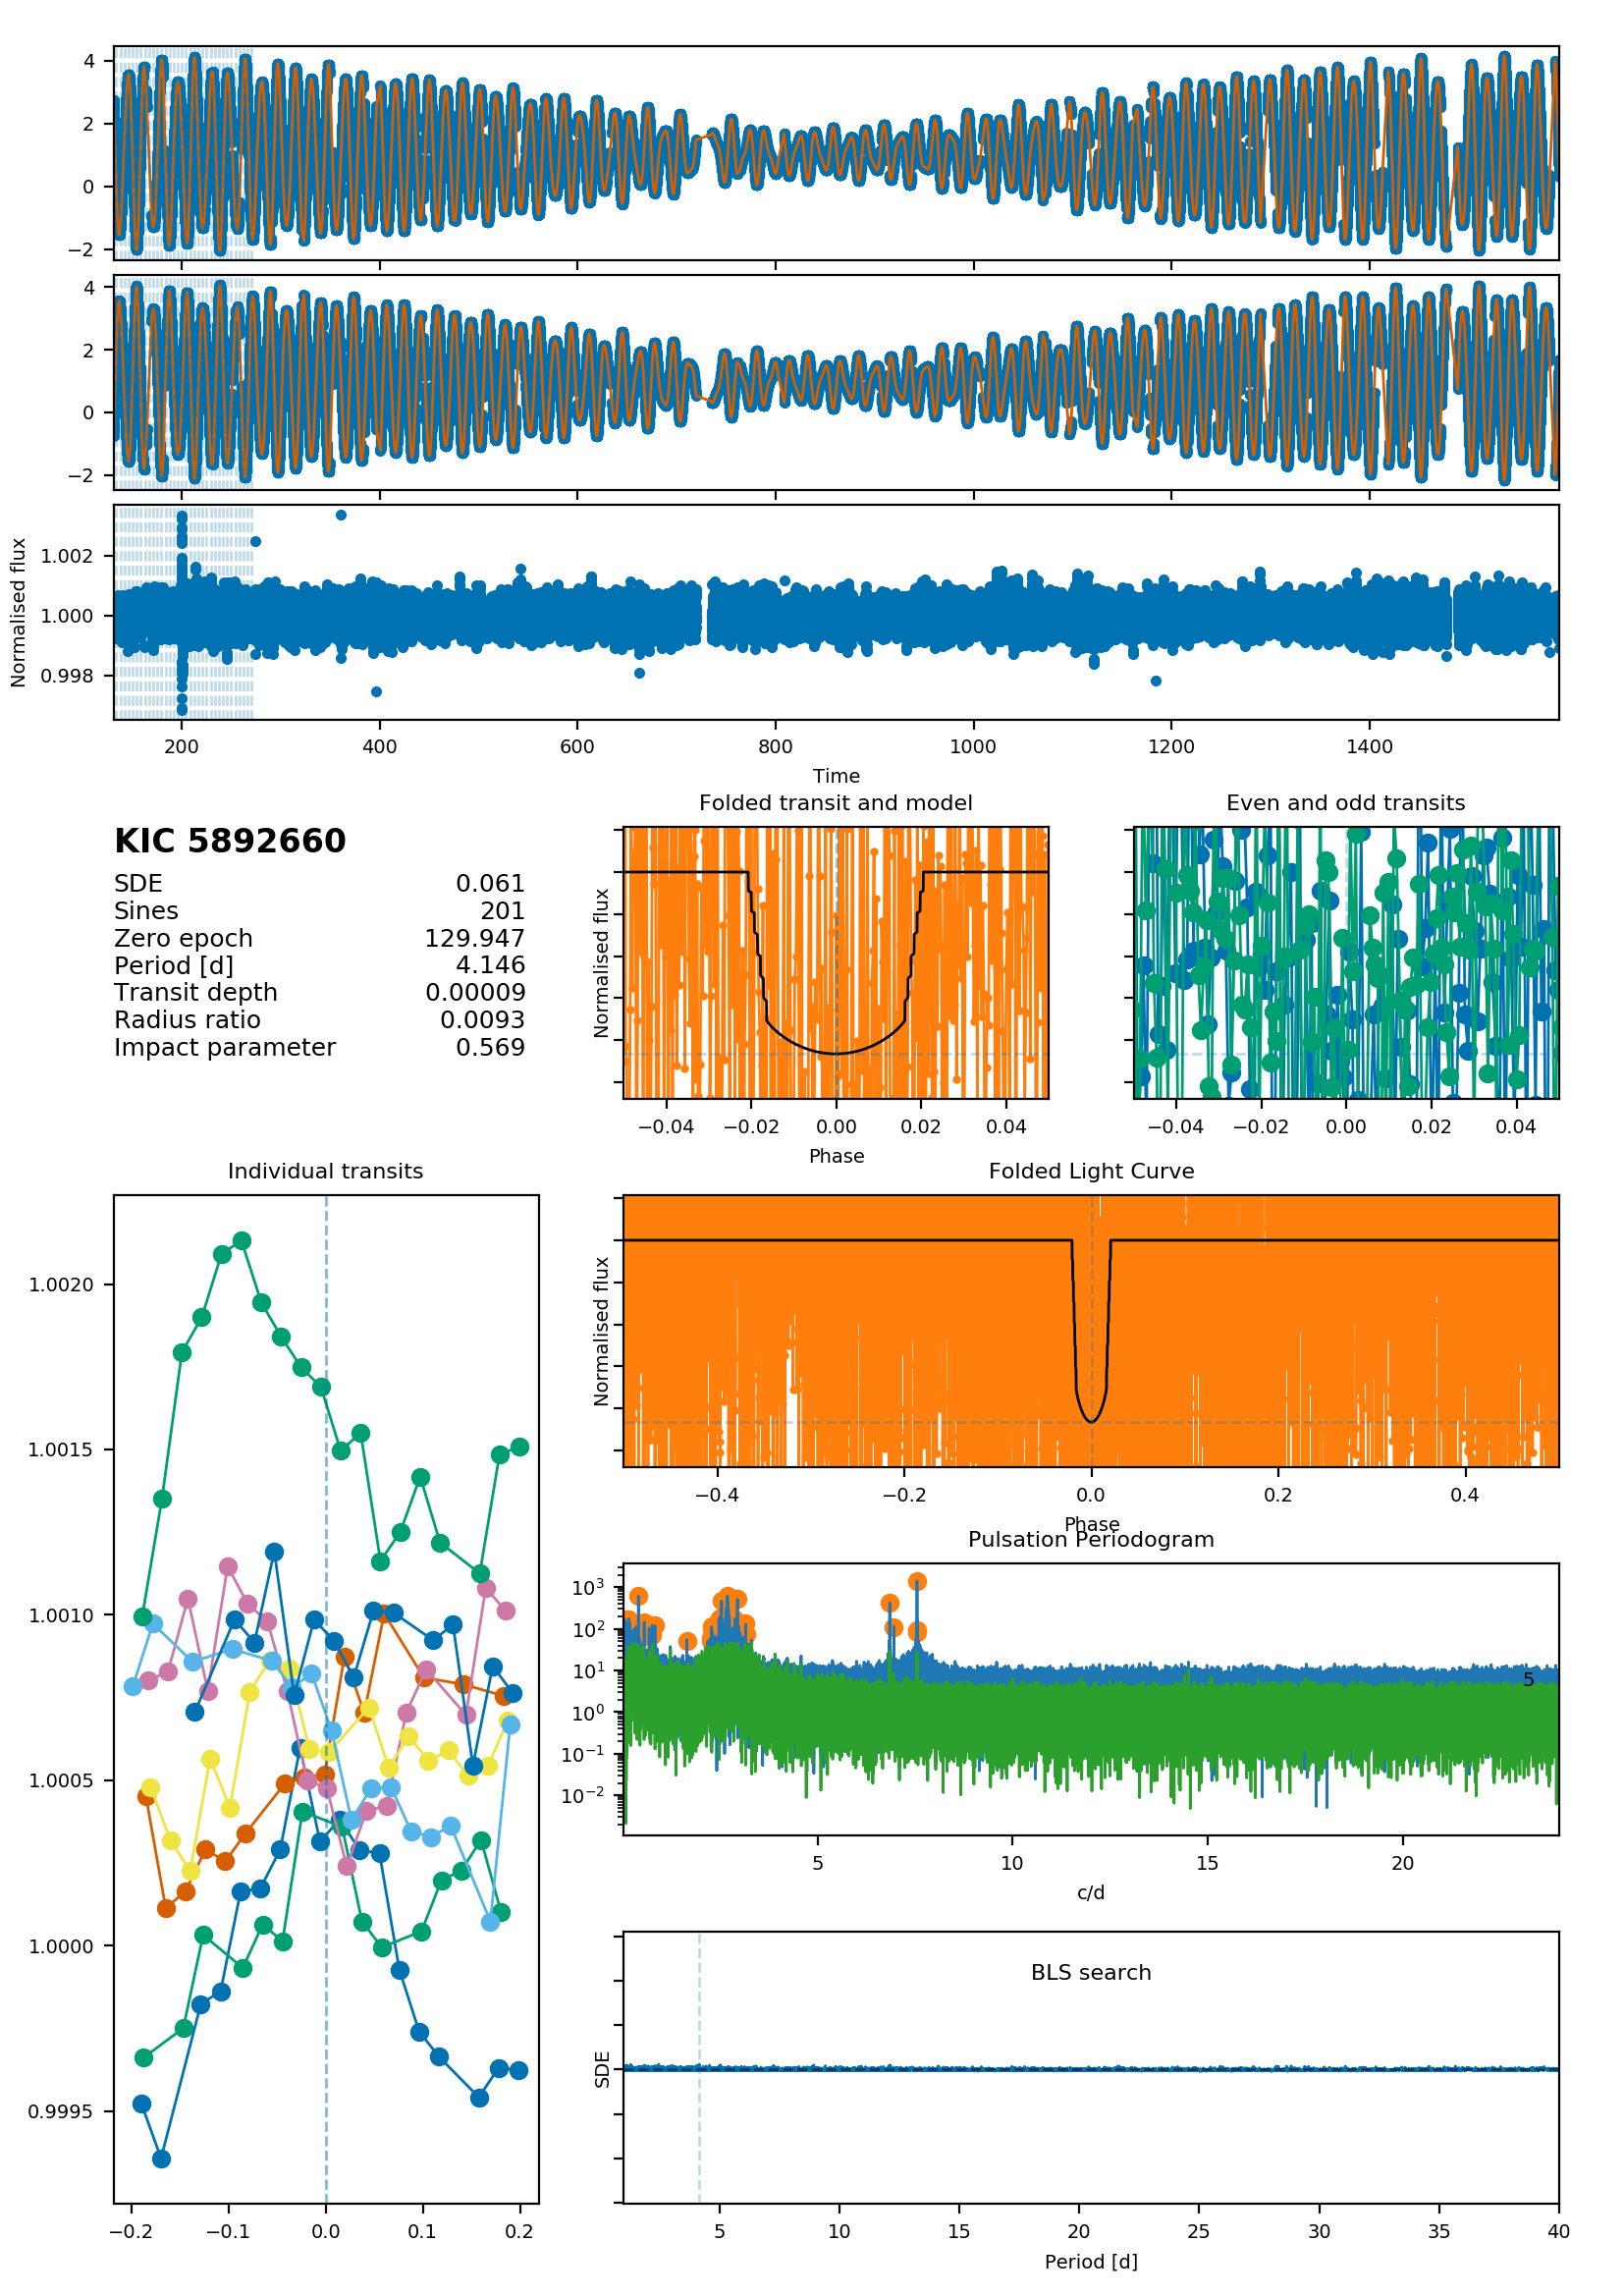 4
2
0
−2
4
2
0
−2
Normalised flux
1.002
1.000
0.998
200 400 600 800 1000 1200 1400
Time
KIC 5892660
SDE 0.061
Sines 201
Zero epoch 129.947
Period [d] 4.146
Transit depth 0.00009
Radius ratio 0.0093
Impact parameter 0.569
Folded transit and model
Normalised flux
−0.04 −0.02 0.00 0.02 0.04
Phase
Even and odd transits
−0.04 −0.02 0.00 0.02 0.04
Individual transits
1.0020
1.0015
1.0010
1.0005
1.0000
0.9995
−0.2 −0.1 0.0 0.1 0.2
Folded Light Curve
Normalised flux
−0.4 −0.2 0.0 0.2 0.4
Phase
Pulsation Periodogram
10³
10²
10¹
10⁰
10⁻¹
10⁻²
5
5 10 15 20
c/d
BLS search
SDE
5 10 15 20 25 30 35 40
Period [d]